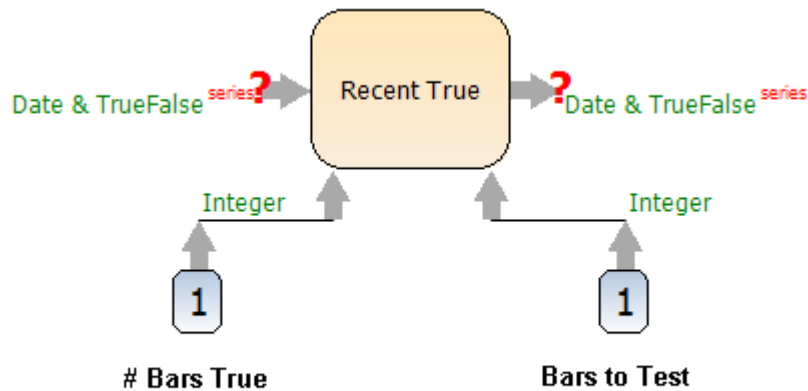 Recent True
Date & TrueFalse series ?
? Date & TrueFalse series
Integer
Integer
1
1
# Bars True
Bars to Test